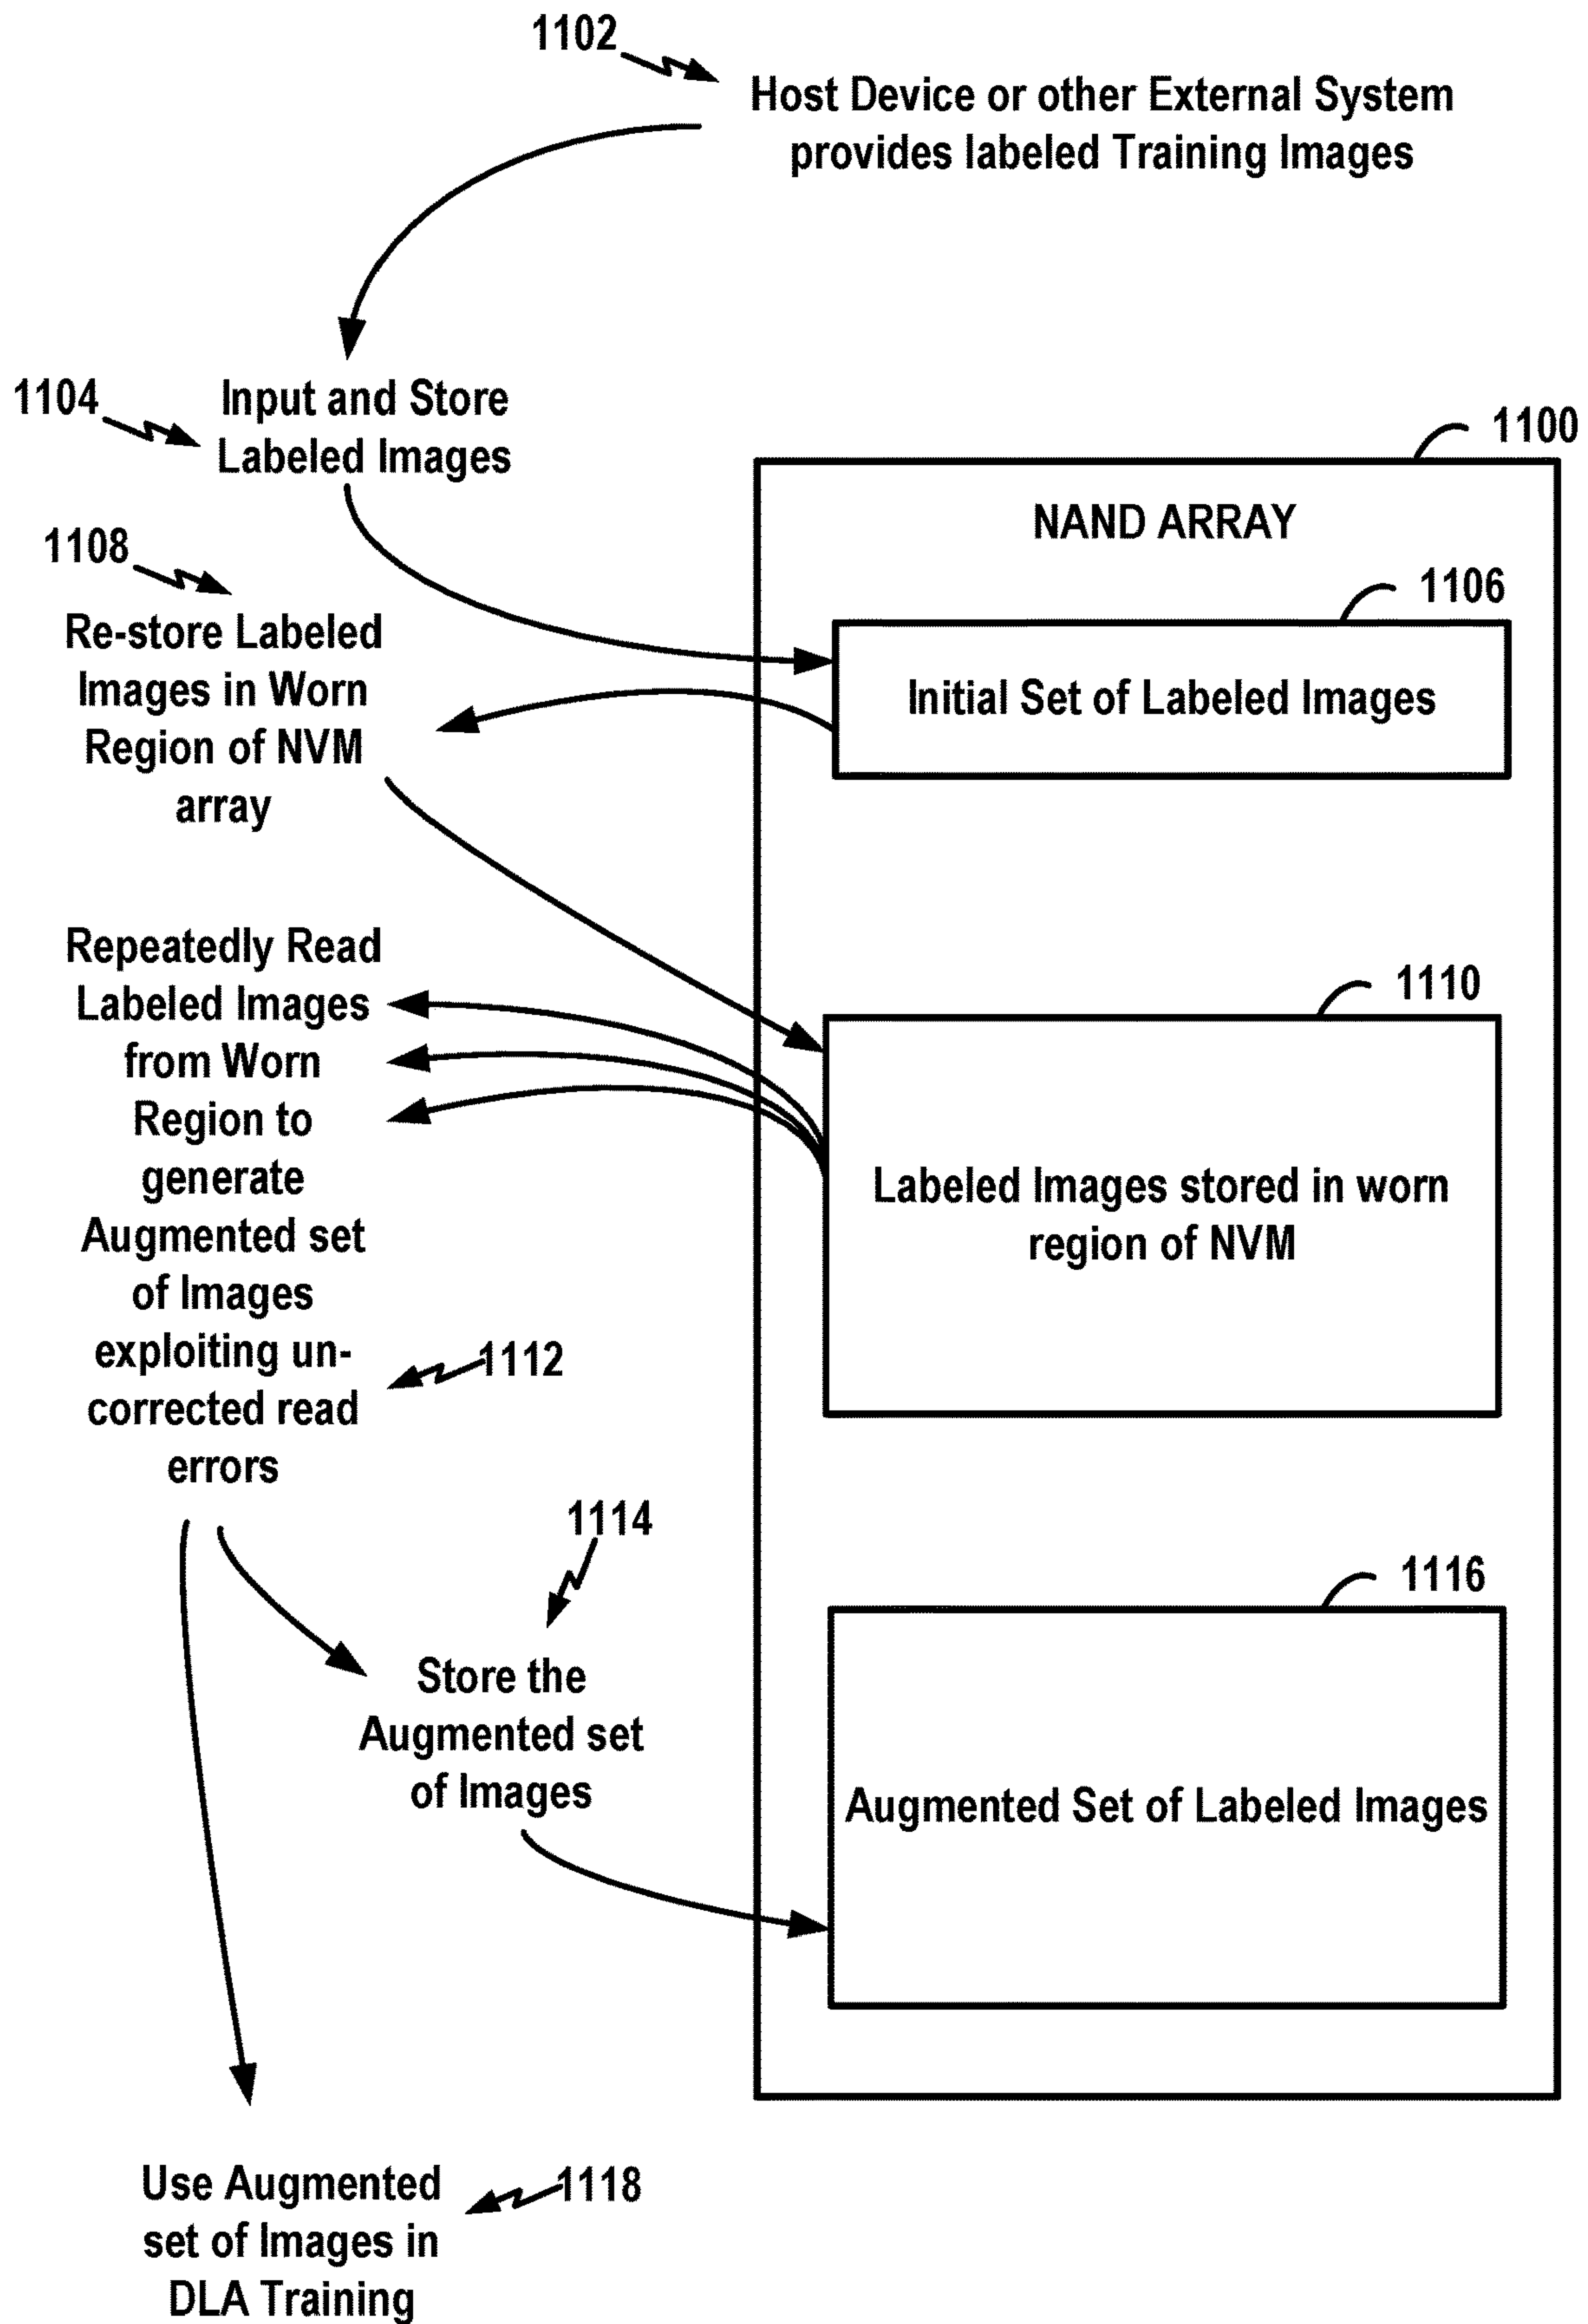 1102
Host Device or other External System
provides labeled Training Images
1104
Input and Store
Labeled Images
1100
NAND ARRAY
1108
Re-store Labeled
Images in Worn
Region of NVM
array
1106
Initial Set of Labeled Images
Repeatedly Read
Labeled Images
from Worn
Region to
generate
Augmented set
of Images
exploiting un-
corrected read
errors
1112
1110
Labeled Images stored in worn
region of NVM
1114
Store the
Augmented set
of Images
1116
Augmented Set of Labeled Images
Use Augmented
set of Images in
DLA Training
1118